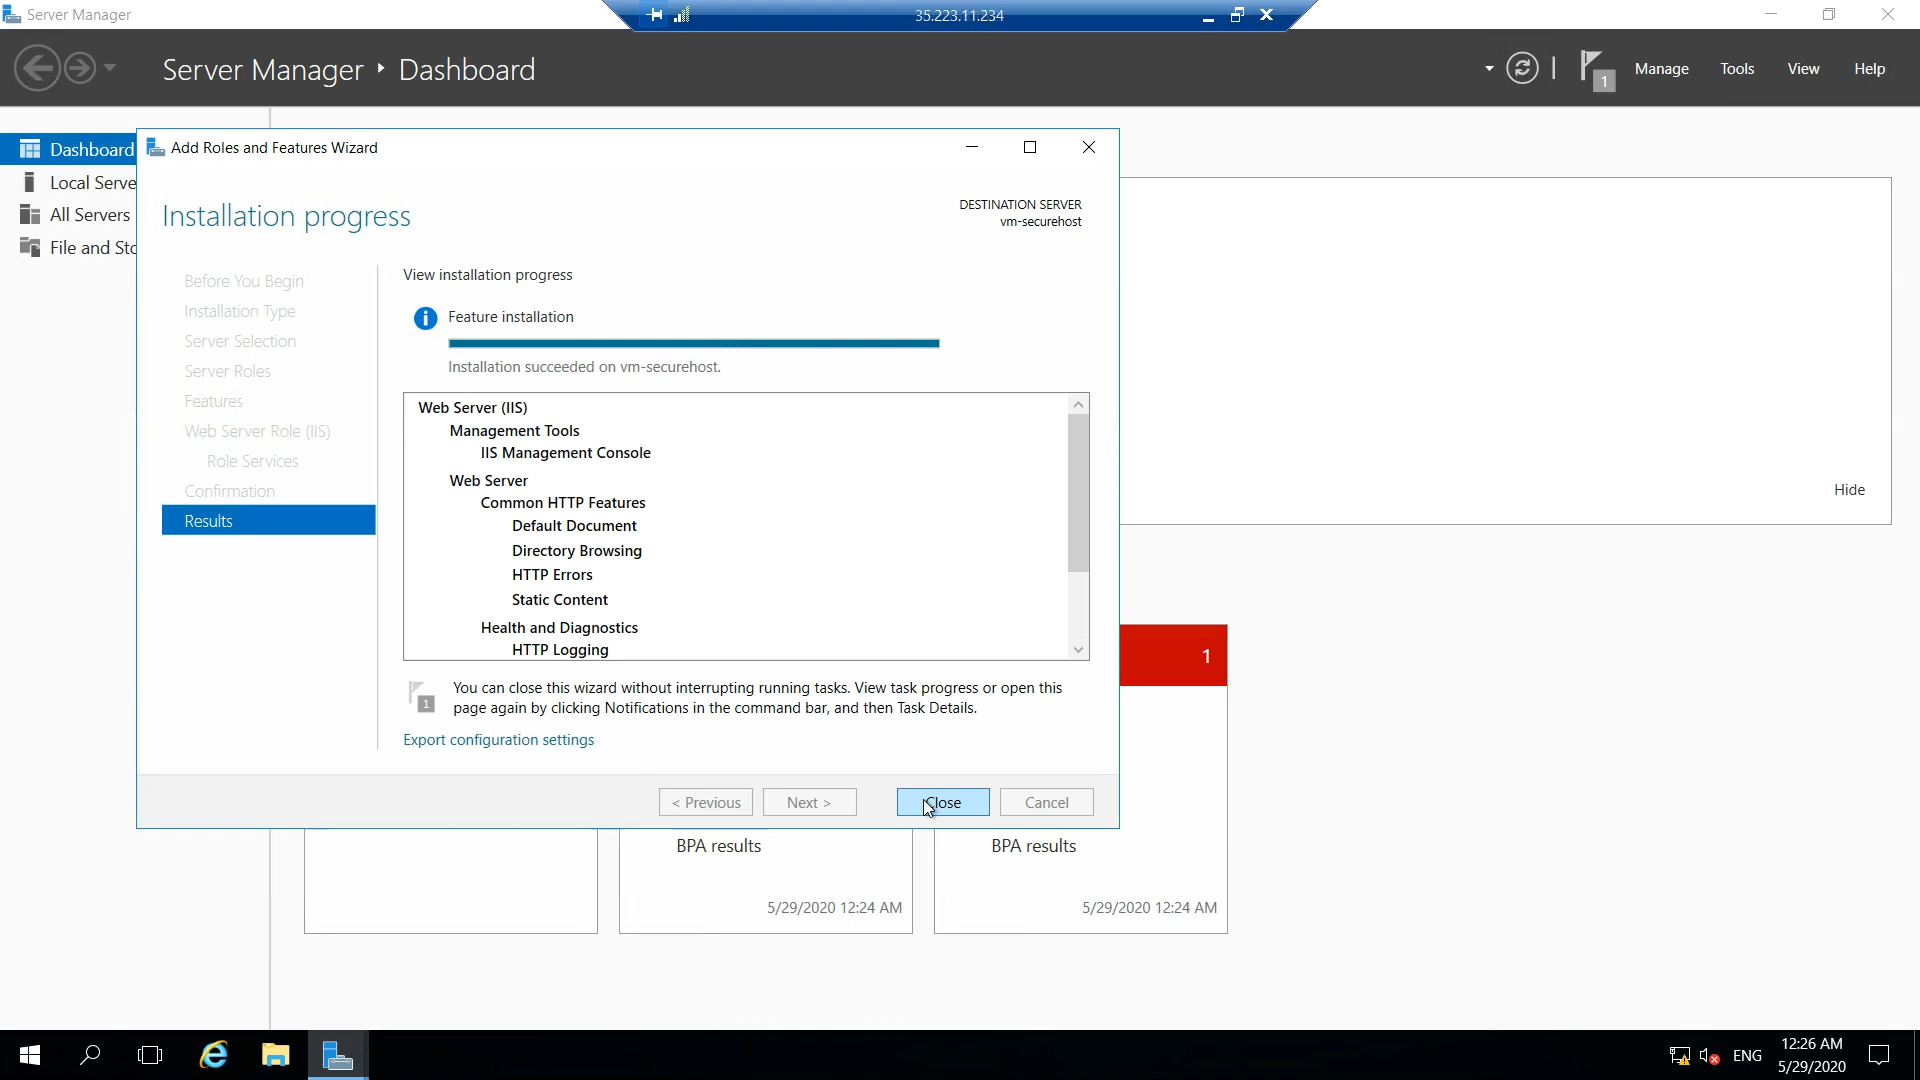 Server Manager
35.223.11.234
Server Manager ‣ Dashboard
1
Manage
Tools
View
Help
Dashboard
Local Serve
All Servers
File and Sto
Add Roles and Features Wizard
Installation progress
DESTINATION SERVER
vm-securehost
Before You Begin
Installation Type
Server Selection
Server Roles
Features
Web Server Role (IIS)
Role Services
Confirmation
Results
View installation progress
Feature installation
Installation succeeded on vm-securehost.
Web Server (IIS)
Management Tools
IIS Management Console
Web Server
Common HTTP Features
Default Document
Directory Browsing
HTTP Errors
Static Content
Health and Diagnostics
HTTP Logging
1
You can close this wizard without interrupting running tasks. View task progress or open this
page again by clicking Notifications in the command bar, and then Task Details.
Export configuration settings
< Previous
Next >
Close
Cancel
Hide
1
BPA results
5/29/2020 12:24 AM
BPA results
5/29/2020 12:24 AM
ENG
12:26 AM
5/29/2020